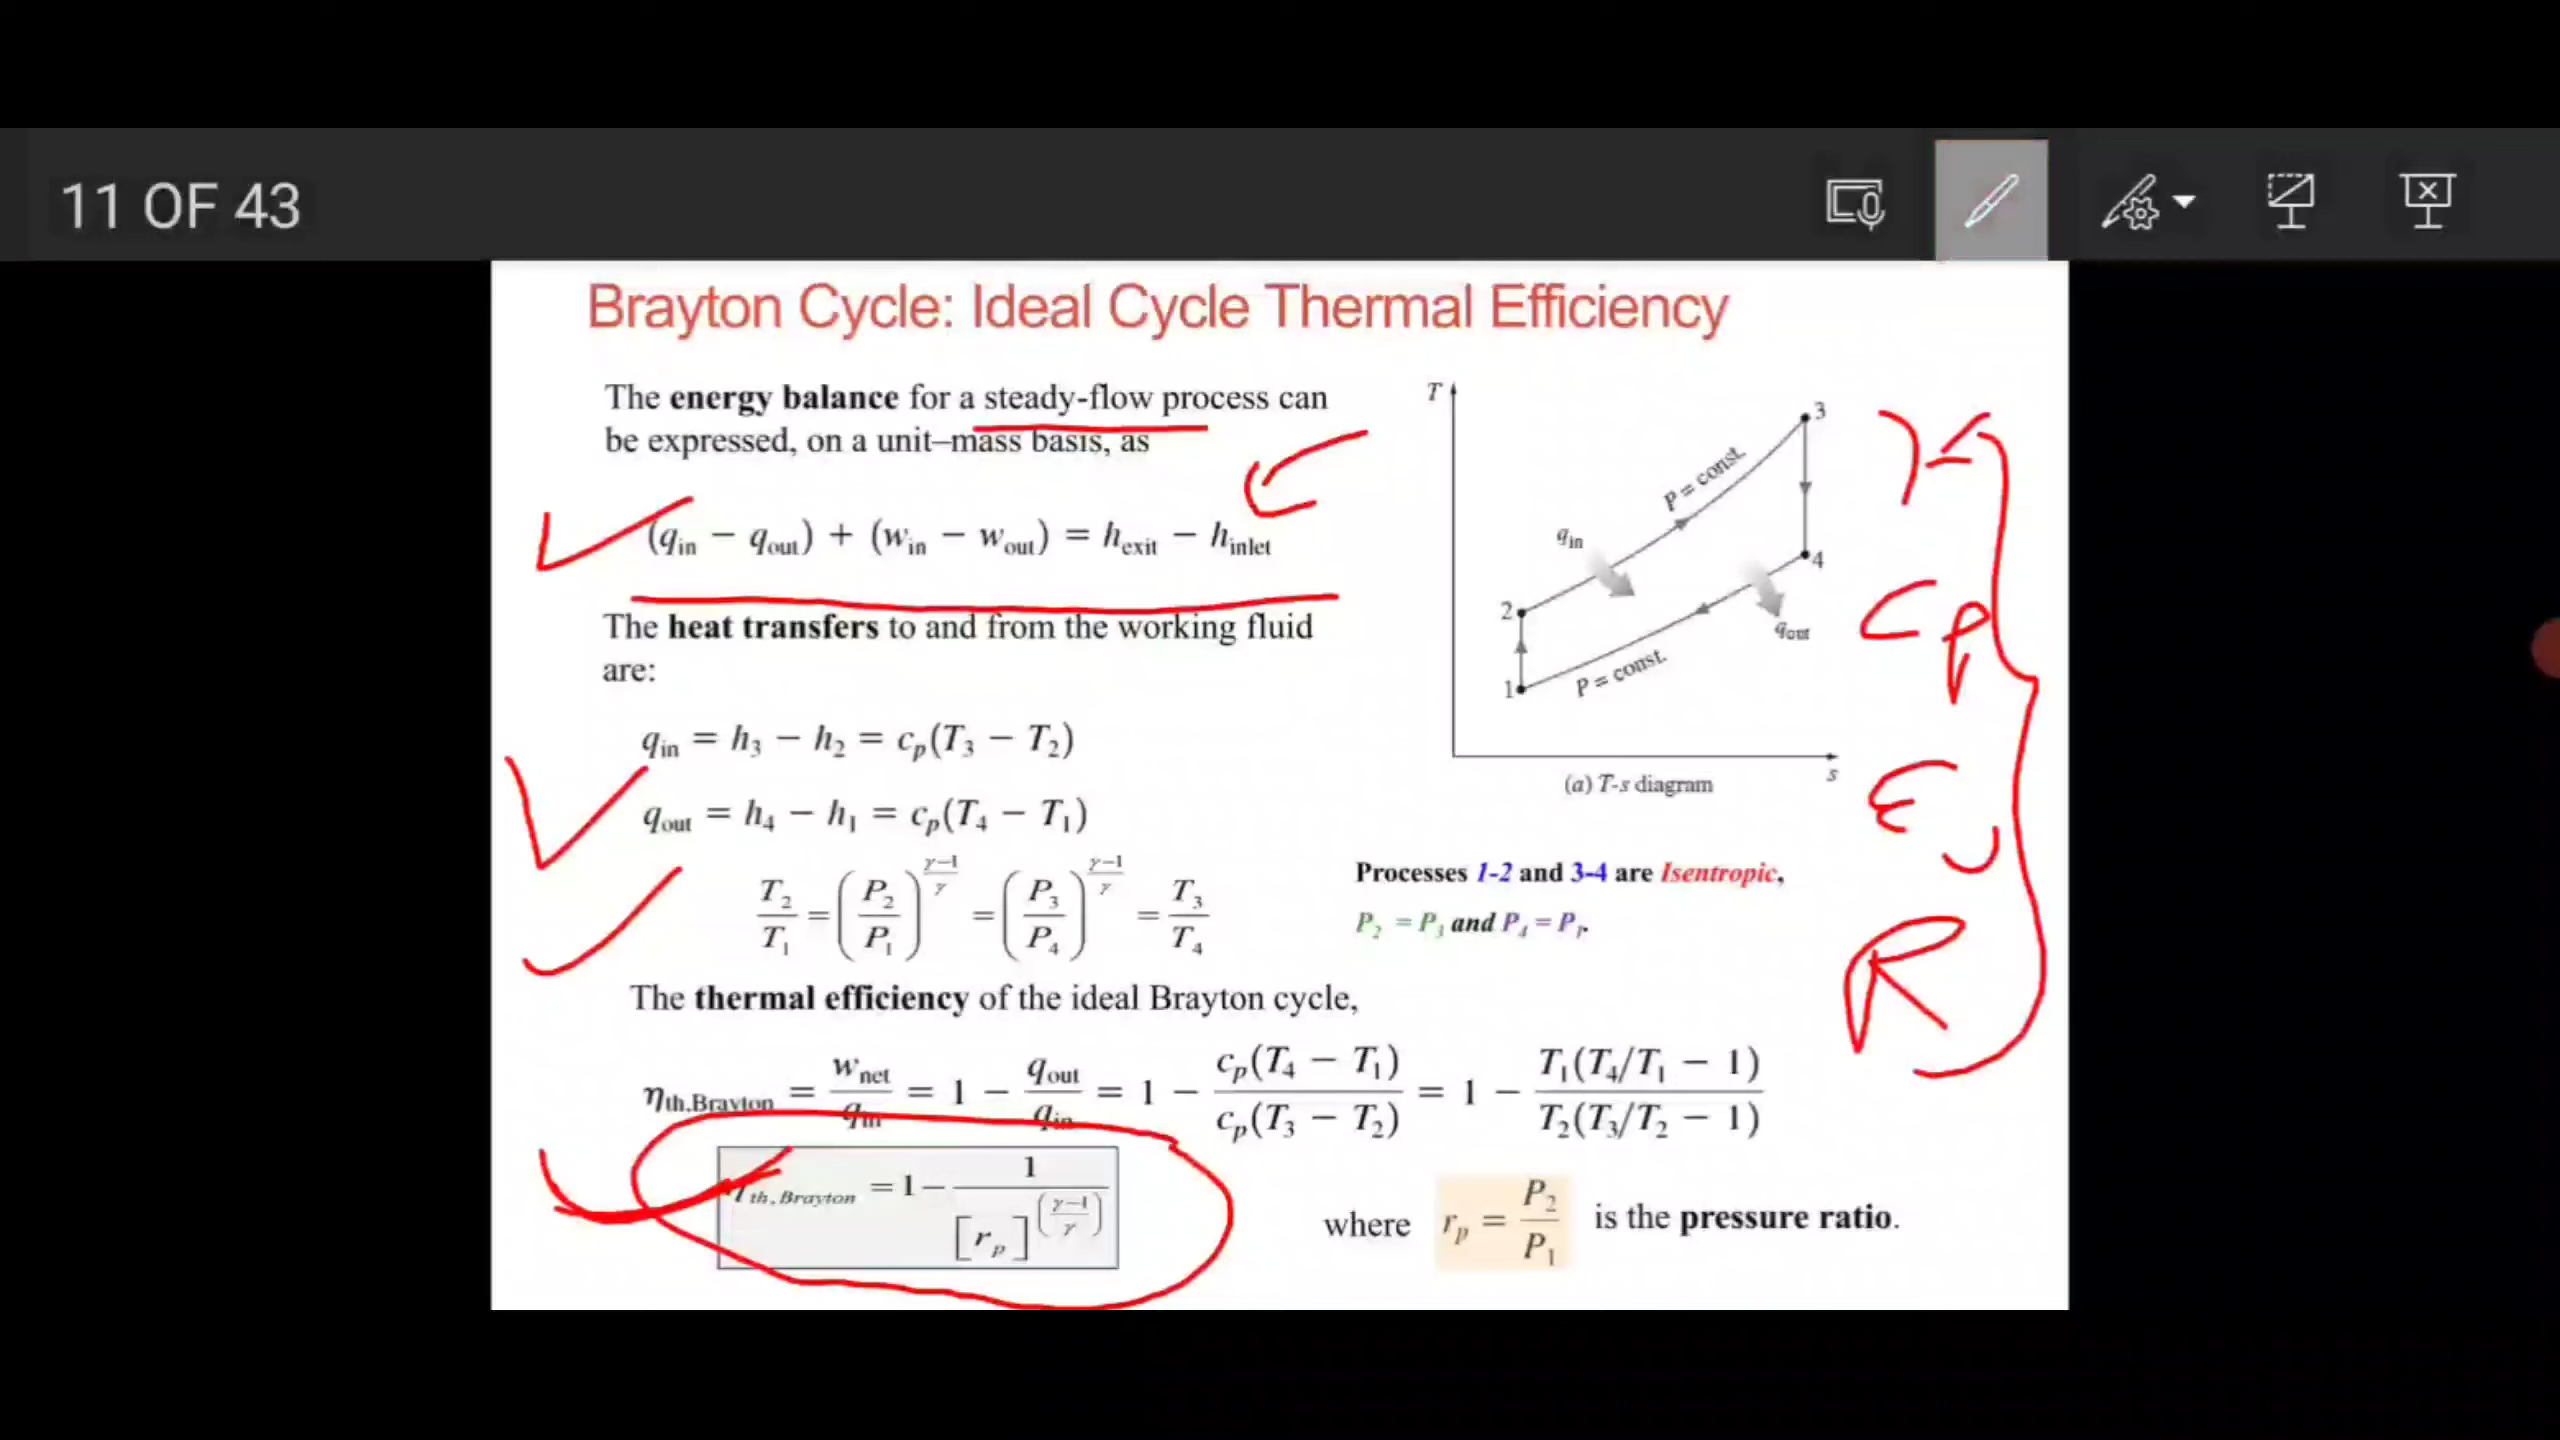 11 OF 43
Brayton Cycle: Ideal Cycle Thermal Efficiency
The energy balance for a steady-flow process can
be expressed, on a unit–mass basis, as
(q_in − q_out) + (w_in − w_out) = h_exit − h_inlet
The heat transfers to and from the working fluid
are:
q_in = h_3 − h_2 = c_p(T_3 − T_2)
q_out = h_4 − h_1 = c_p(T_4 − T_1)
T_2/T_1 = (P_2/P_1)^((γ−1)/γ) = (P_3/P_4)^((γ−1)/γ) = T_3/T_4
T
3
P = const.
q_in
4
2
q_out
1
P = const.
s
(a) T-s diagram
Processes 1-2 and 3-4 are Isentropic,
P_2 = P_3 and P_4 = P_1.
Cp
R
The thermal efficiency of the ideal Brayton cycle,
η_th,Brayton = w_net/q_in = 1 − q_out/q_in = 1 − c_p(T_4 − T_1)/c_p(T_3 − T_2) = 1 − T_1(T_4/T_1 − 1)/T_2(T_3/T_2 − 1)
η_th,Brayton = 1 − 1/[r_p]^((γ−1)/γ)
where r_p = P_2/P_1 is the pressure ratio.